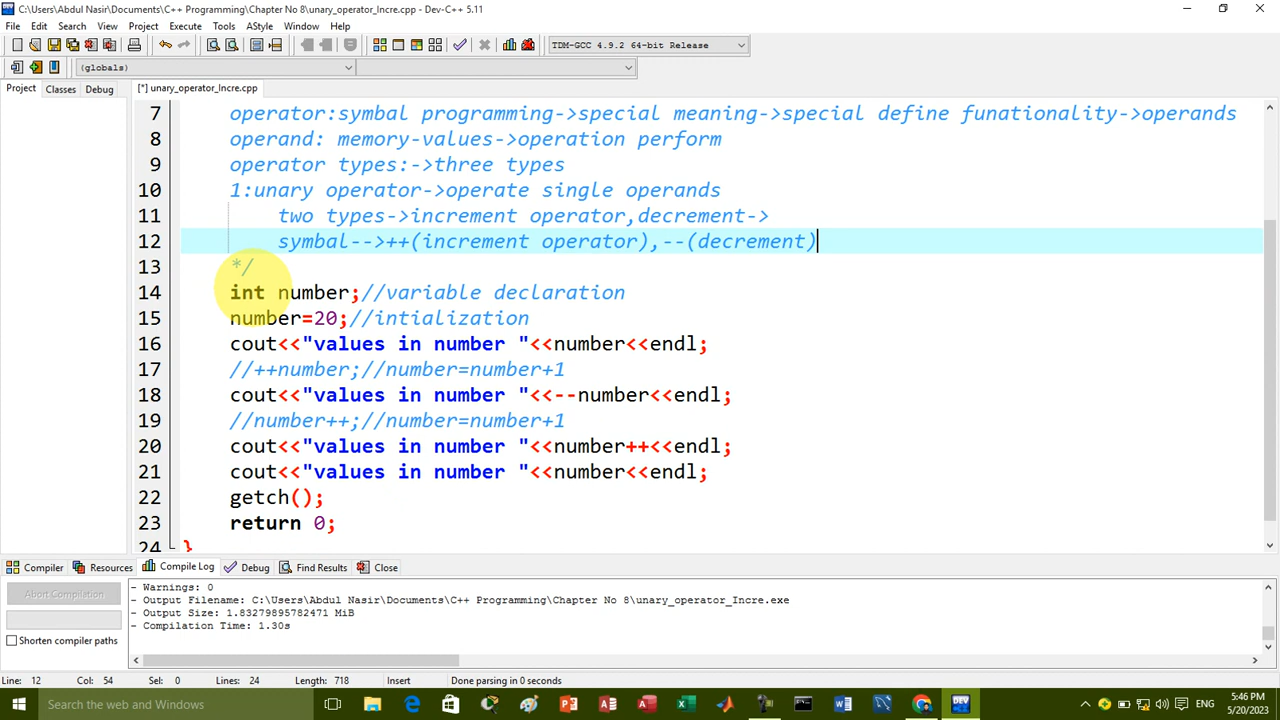 C:\Users\Abdul Nasir\Documents\C++ Programming\Chapter No 8\unary_operator_Incre.cpp - Dev-C++ 5.11
File Edit Search View Project Execute Tools AStyle Window Help
TDM-GCC 4.9.2 64-bit Release
(globals)
Project Classes Debug [*] unary_operator_Incre.cpp
7 operator:symbol programming->special meaning->special define funationality->operands
8 operand: memory-values->operation perform
9 operator types:->three types
10 1:unary operator->operate single operands
11 two types->increment operator,decrement->
12 symbol-->++(increment operator),--(decrement)
13 */
14 int number;//variable declaration
15 number=20;//intialization
16 cout<<"values in number "<<number<<endl;
17 //++number;//number=number+1
18 cout<<"values in number "<<--number<<endl;
19 //number++;//number=number+1
20 cout<<"values in number "<<number++<<endl;
21 cout<<"values in number "<<number<<endl;
22 getch();
23 return 0;
24 }
Compiler Resources Compile Log Debug Find Results Close
Abort Compilation
Shorten compiler paths
- Warnings: 0
- Output Filename: C:\Users\Abdul Nasir\Documents\C++ Programming\Chapter No 8\unary_operator_Incre.exe
- Output Size: 1.83279895782471 MiB
- Compilation Time: 1.30s
Line: 12 Col: 54 Sel: 0 Lines: 24 Length: 718 Insert Done parsing in 0 seconds
Search the web and Windows
DEV
ENG
5:46 PM
5/20/2023